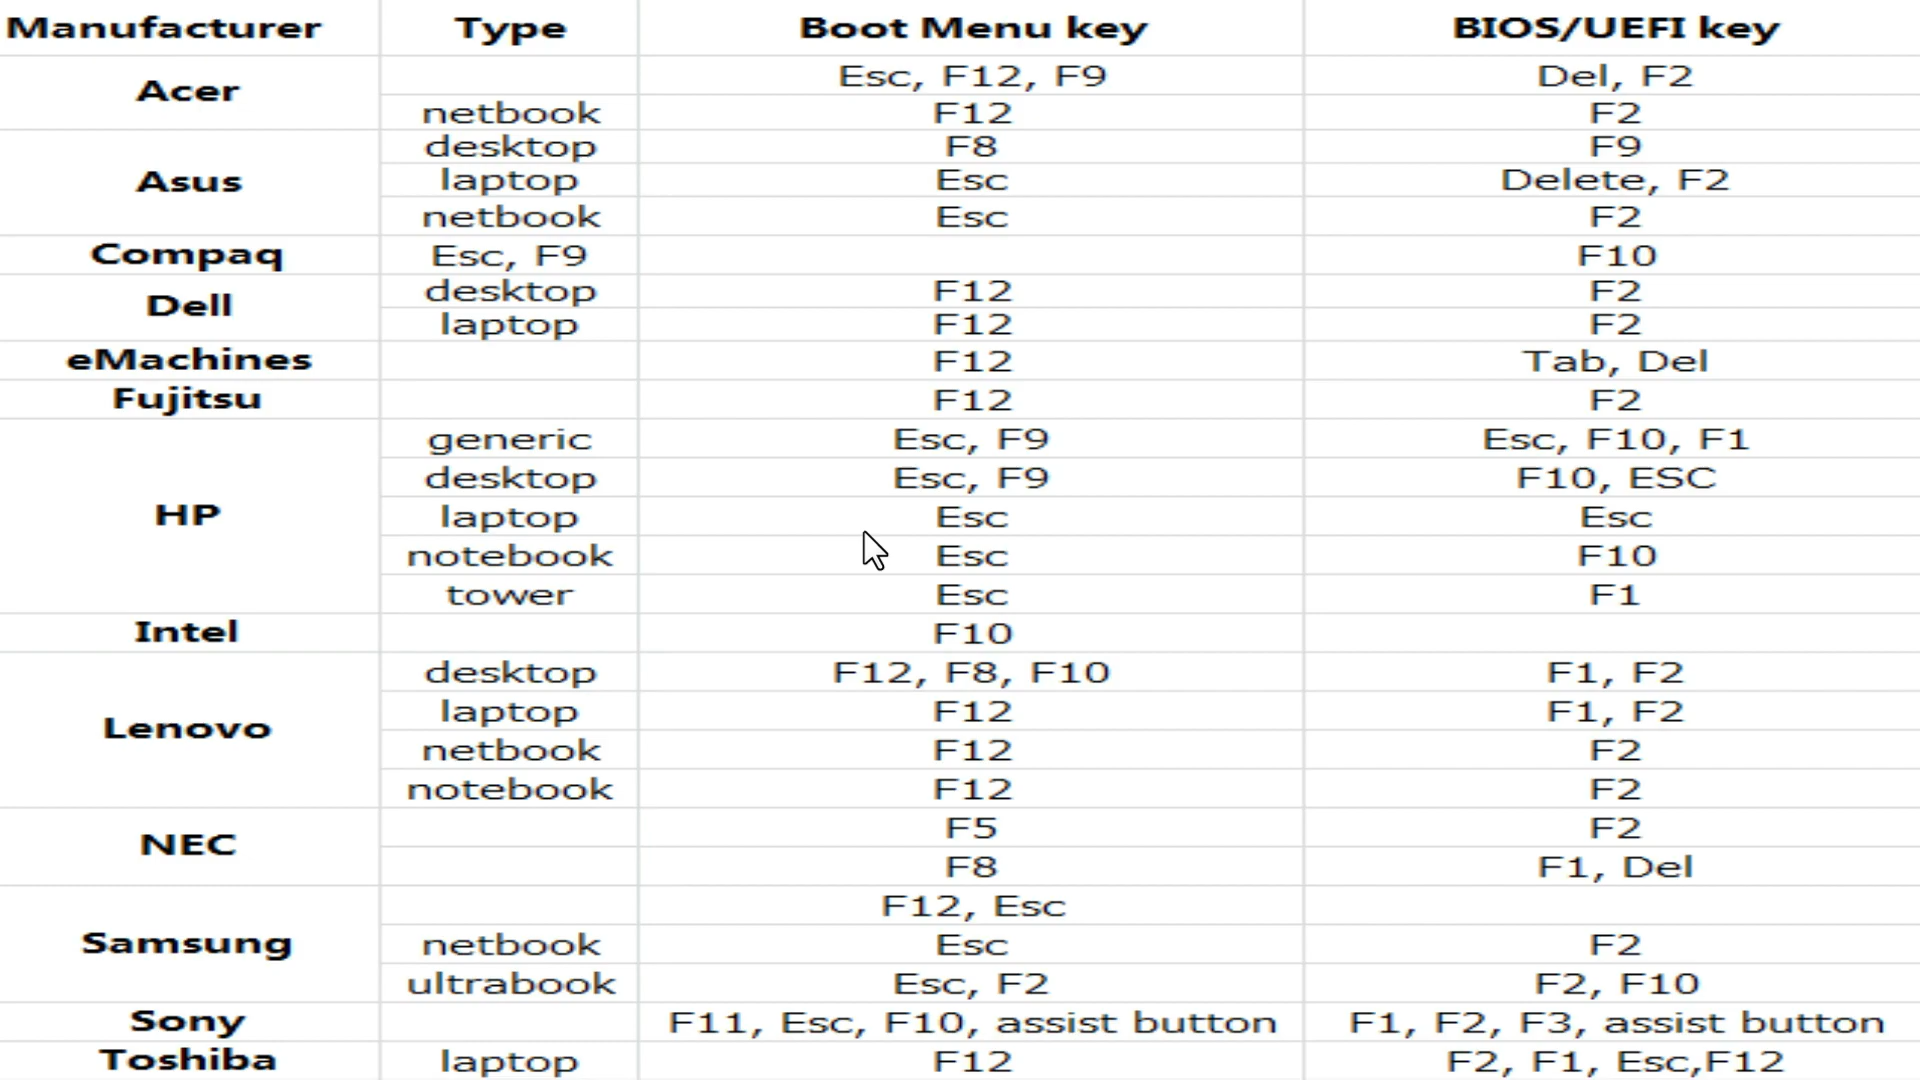 Manufacturer Type Boot Menu key BIOS/UEFI key
Acer Esc, F12, F9 Del, F2
netbook F12 F2
Asus desktop F8 F9
laptop Esc Delete, F2
netbook Esc F2
Compaq Esc, F9 F10
Dell desktop F12 F2
laptop F12 F2
eMachines F12 Tab, Del
Fujitsu F12 F2
HP generic Esc, F9 Esc, F10, F1
desktop Esc, F9 F10, ESC
laptop Esc Esc
notebook Esc F10
tower Esc F1
Intel F10
Lenovo desktop F12, F8, F10 F1, F2
laptop F12 F1, F2
netbook F12 F2
notebook F12 F2
NEC F5 F2
F8 F1, Del
Samsung F12, Esc
netbook Esc F2
ultrabook Esc, F2 F2, F10
Sony F11, Esc, F10, assist button F1, F2, F3, assist button
Toshiba laptop F12 F2, F1, Esc,F12